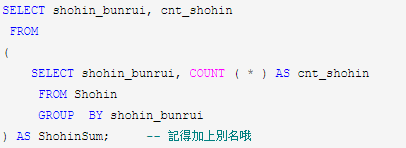 SELECT shohin_bunrui, cnt_shohin
FROM
(
SELECT shohin_bunrui, COUNT ( * ) AS cnt_shohin
FROM Shohin
GROUP BY shohin_bunrui
) AS ShohinSum; -- 記得加上別名哦